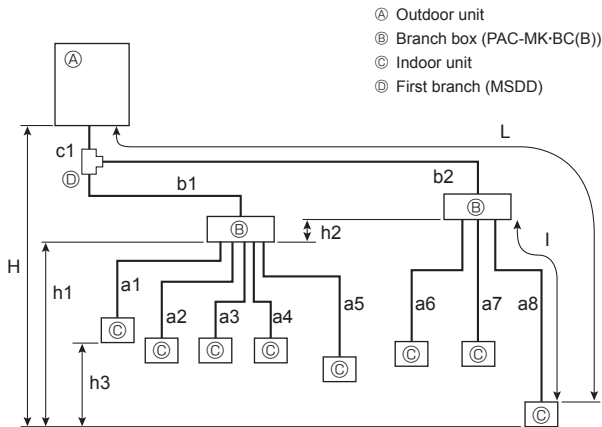 Ⓐ Outdoor unit
Ⓑ Branch box (PAC-MK·BC(B))
Ⓒ Indoor unit
Ⓓ First branch (MSDD)
Ⓐ
L
c1
Ⓓ
b1
b2
Ⓑ
Ⓑ
h2
l
H
h1
a1
a2
a3
a4
a5
a6
a7
a8
Ⓒ
Ⓒ
Ⓒ
Ⓒ
Ⓒ
Ⓒ
Ⓒ
h3
Ⓒ